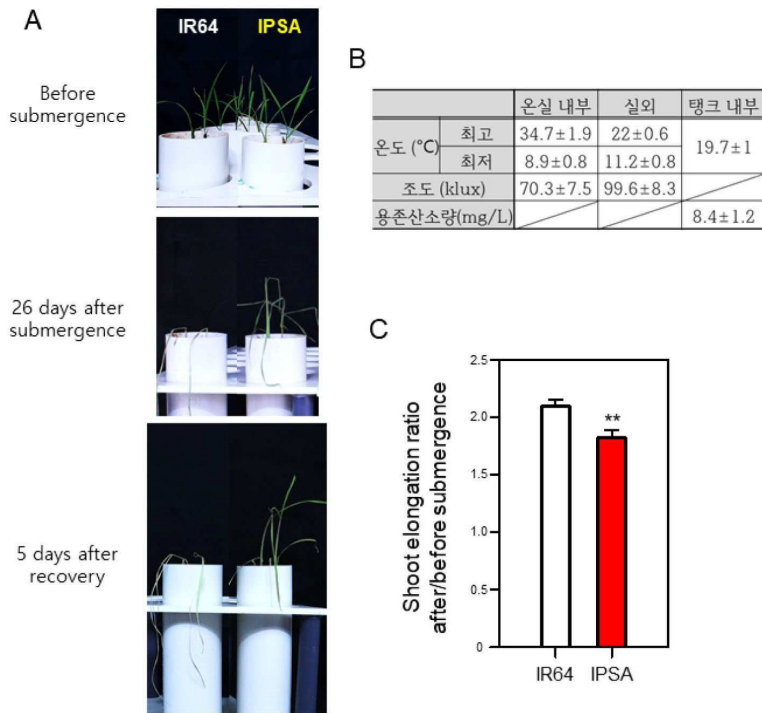 A
IR64 IPSA
Before
submergence
26 days after
submergence
5 days after
recovery
B
온실 내부 실외 탱크 내부
온도 (℃) 최고 34.7±1.9 22±0.6 19.7±1
최저 8.9±0.8 11.2±0.8
조도 (klux) 70.3±7.5 99.6±8.3
용존산소량(mg/L) 8.4±1.2
C
Shoot elongation ratio
after/before submergence
2.5
2.0
1.5
1.0
0.5
0
**
IR64 IPSA